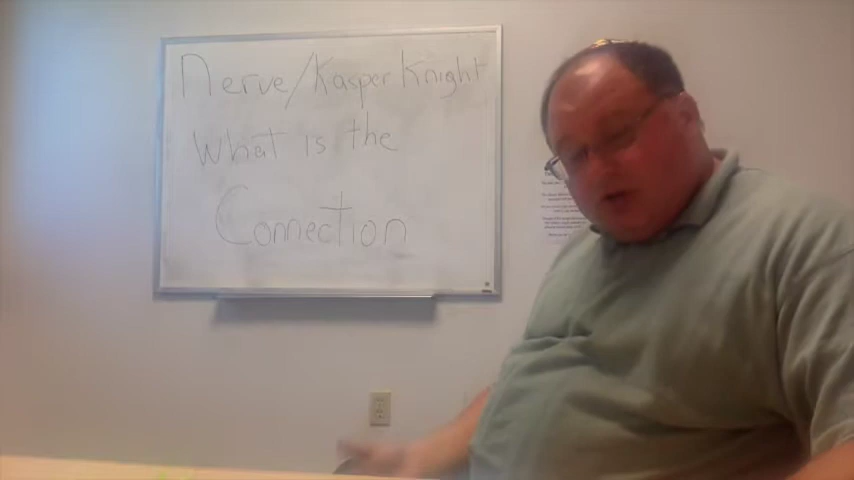 Nerve/Kasper Knight
What is the
Connection